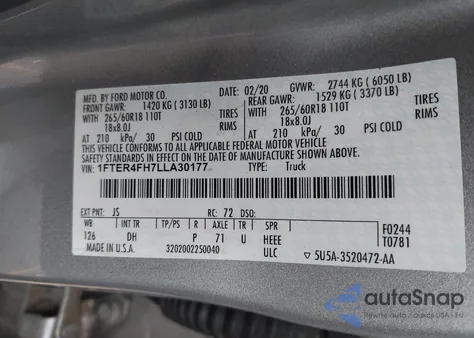 MFD. BY FORD MOTOR CO. 02/20 GVWR: 2744 KG ( 6050 LB)
FRONT GAWR: 1420 KG ( 3130 LB) REAR GAWR: 1529 KG ( 3370 LB)
WITH 265/60R18 110T TIRES WITH 265/60R18 110T TIRES
18x8.0J RIMS 18x8.0J RIMS
AT 210 kPa/ 30 PSI COLD AT 210 kPa/ 30 PSI COLD
THIS VEHICLE CONFORMS TO ALL APPLICABLE FEDERAL MOTOR VEHICLE
SAFETY AND THEFT PREVENTION STANDARDS IN EFFECT ON THE DATE OF
MANUFACTURE SHOWN ABOVE.
VIN: 1FTER4FH7LLA30177 TYPE: Truck
EXT PNT: JS RC: 72 DSO: F0244
WB INT TR TP/PS R AXLE TR SPR T0781
126 DH P 71 U HEEE
MADE IN U.S.A. 3202002250040 ULC 5U5A-3520472-AA
autoSnap